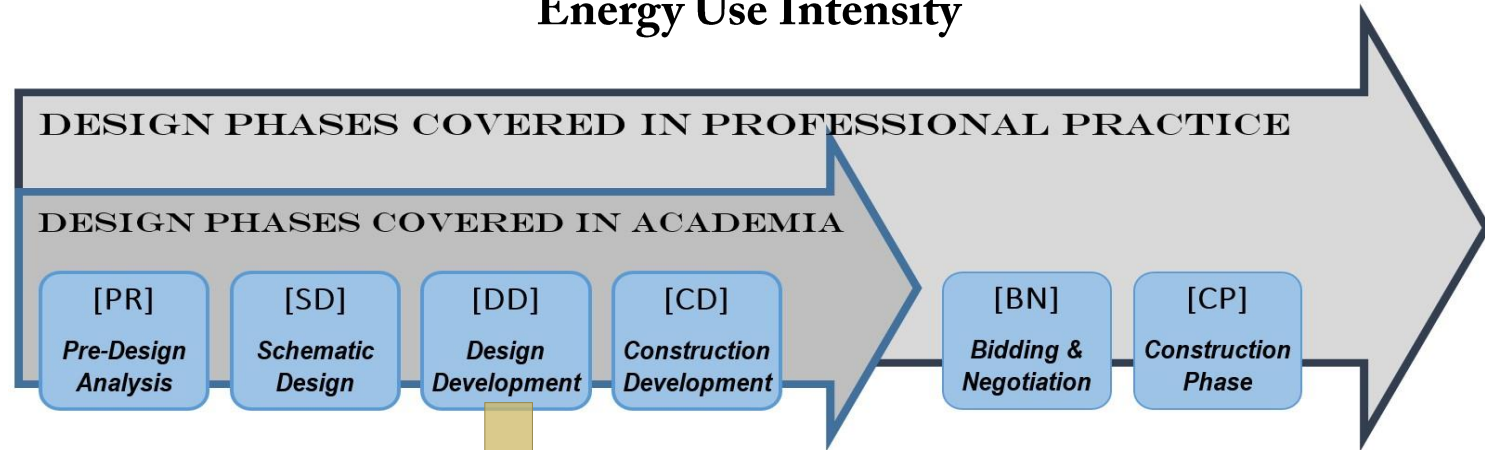 Energy Use Intensity
DESIGN PHASES COVERED IN PROFESSIONAL PRACTICE
DESIGN PHASES COVERED IN ACADEMIA
[PR]
Pre-Design
Analysis
[SD]
Schematic
Design
[DD]
Design
Development
[CD]
Construction
Development
[BN]
Bidding &
Negotiation
[CP]
Construction
Phase